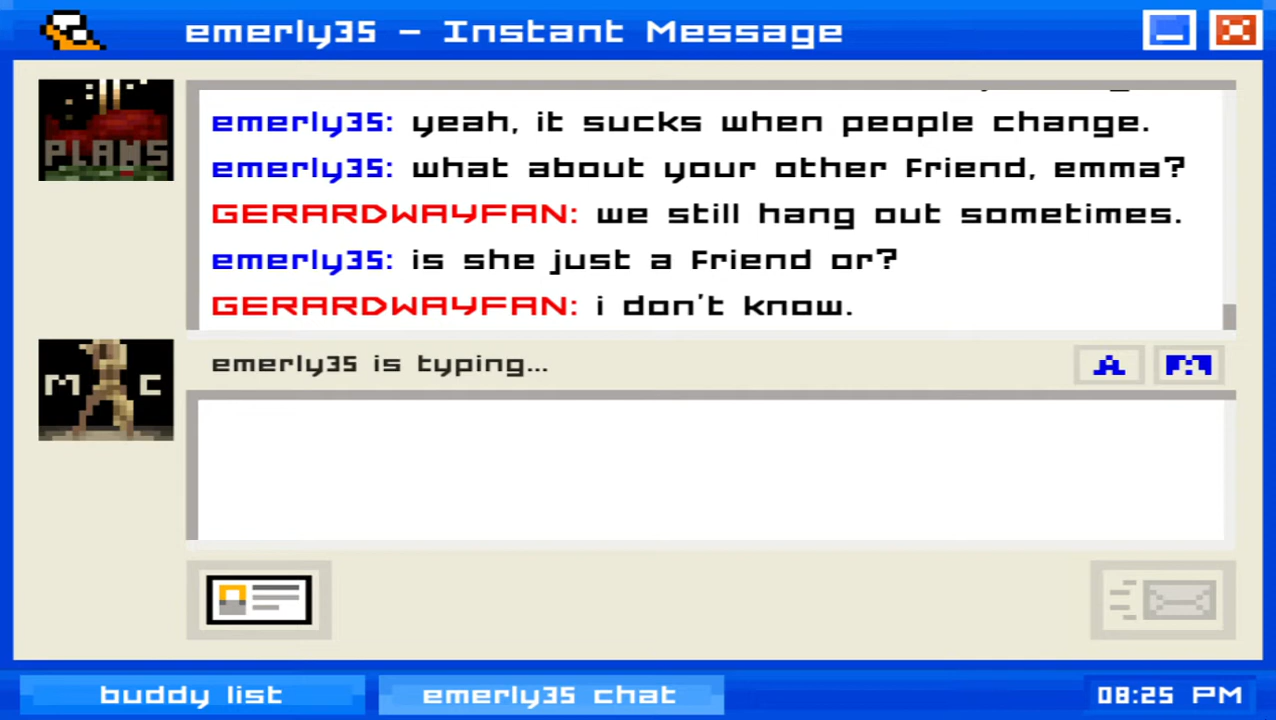 emerly35 - Instant Message
PLANS
emerly35: yeah, it sucks when people change.
emerly35: what about your other friend, emma?
GERARDWAYFAN: we still hang out sometimes.
emerly35: is she just a friend or?
GERARDWAYFAN: i don't know.
emerly35 is typing...
A
M C
buddy list
emerly35 chat
08:25 PM